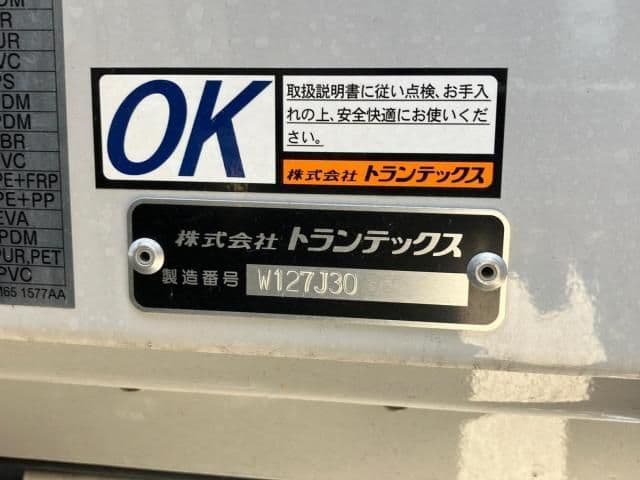 UR
VC
PS
PDM
PDM
BR
VC
PE+FRP
PE+PP
EVA
PDM
PUR,PET
PVC
M65 1577AA
OK
取扱説明書に従い点検、お手入
れの上、安全快適にお使いくだ
さい。
株式会社 トランテックス
株式会社 トランテックス
製造番号 W127J30